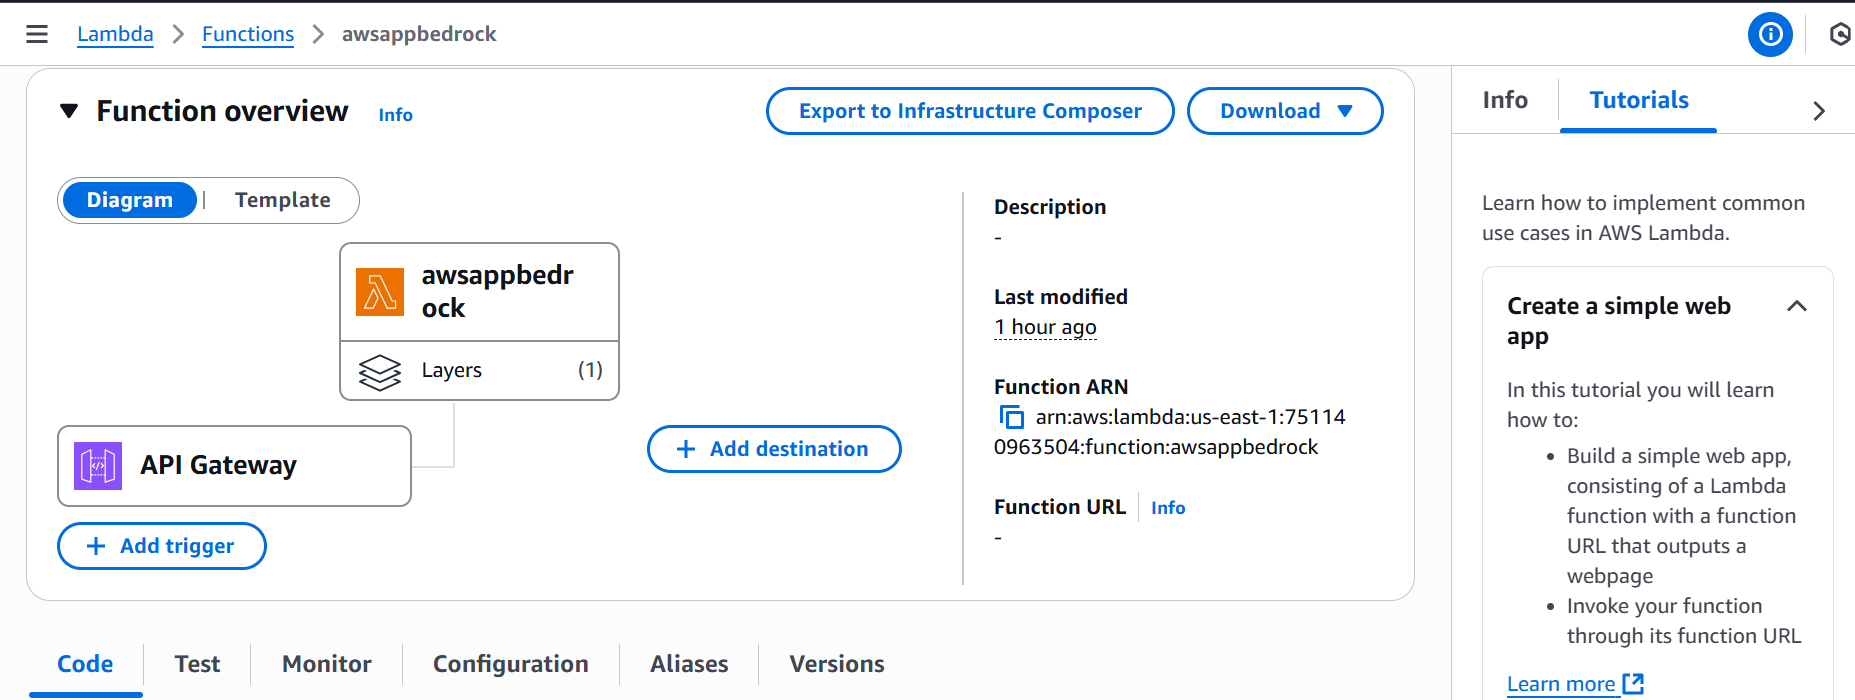 Lambda > Functions > awsappbedrock
Function overview Info
Export to Infrastructure Composer
Download
Diagram | Template
awsappbedr
ock
Layers (1)
API Gateway
+ Add trigger
+ Add destination
Description
-
Last modified
1 hour ago
Function ARN
arn:aws:lambda:us-east-1:75114
0963504:function:awsappbedrock
Function URL Info
-
Code
Test
Monitor
Configuration
Aliases
Versions
Info
Tutorials
Learn how to implement common
use cases in AWS Lambda.
Create a simple web
app
In this tutorial you will learn
how to:
• Build a simple web app,
consisting of a Lambda
function with a function
URL that outputs a
webpage
• Invoke your function
through its function URL
Learn more